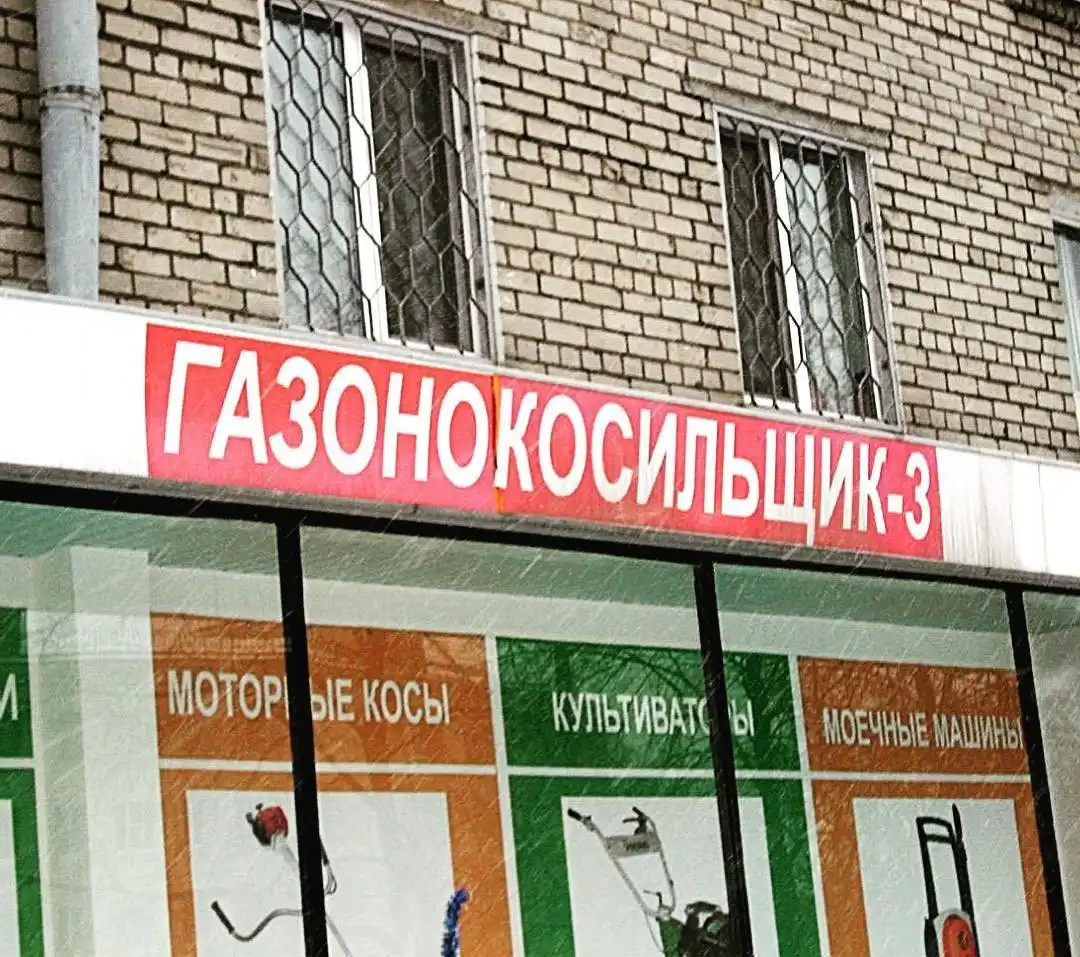 ГАЗОНОКОСИЛЬЩИК-3
МОТОРНЫЕ КОСЫ
КУЛЬТИВАТОРЫ
МОЕЧНЫЕ МАШИНЫ